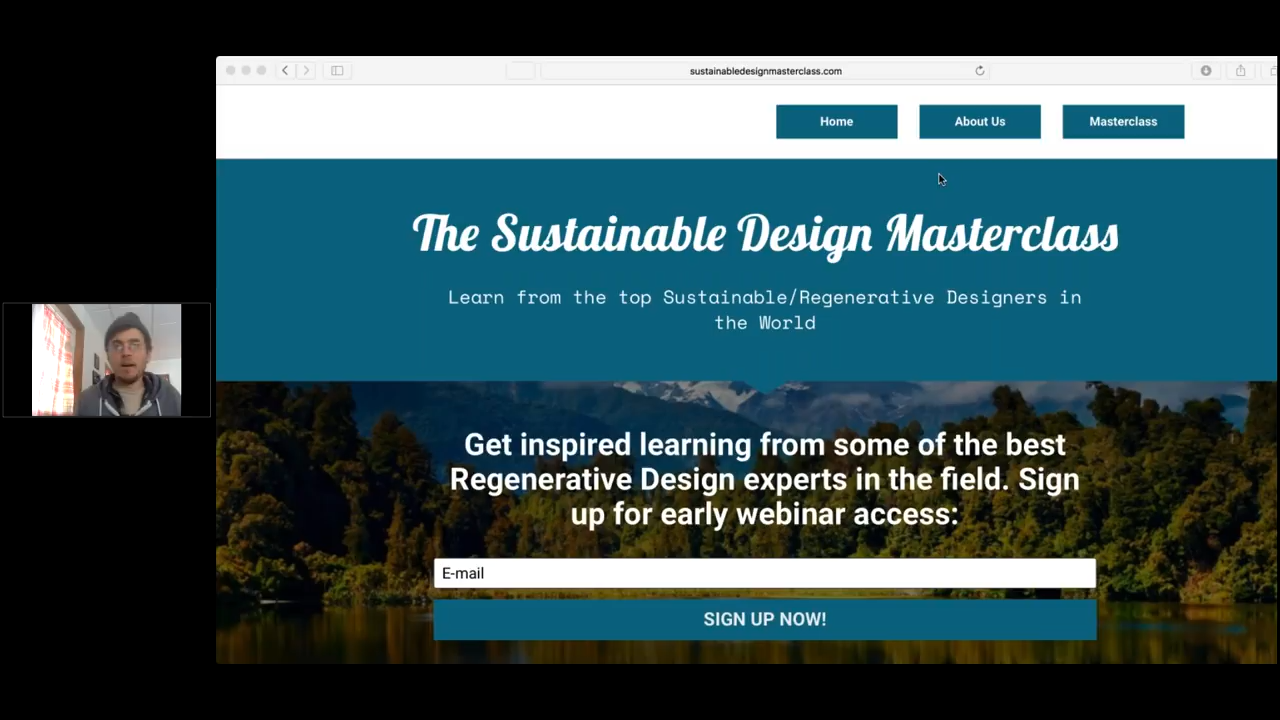 sustainabledesignmasterclass.com
Home About Us Masterclass
The Sustainable Design Masterclass
Learn from the top Sustainable/Regenerative Designers in
the World
Get inspired learning from some of the best
Regenerative Design experts in the field. Sign
up for early webinar access:
E-mail
SIGN UP NOW!